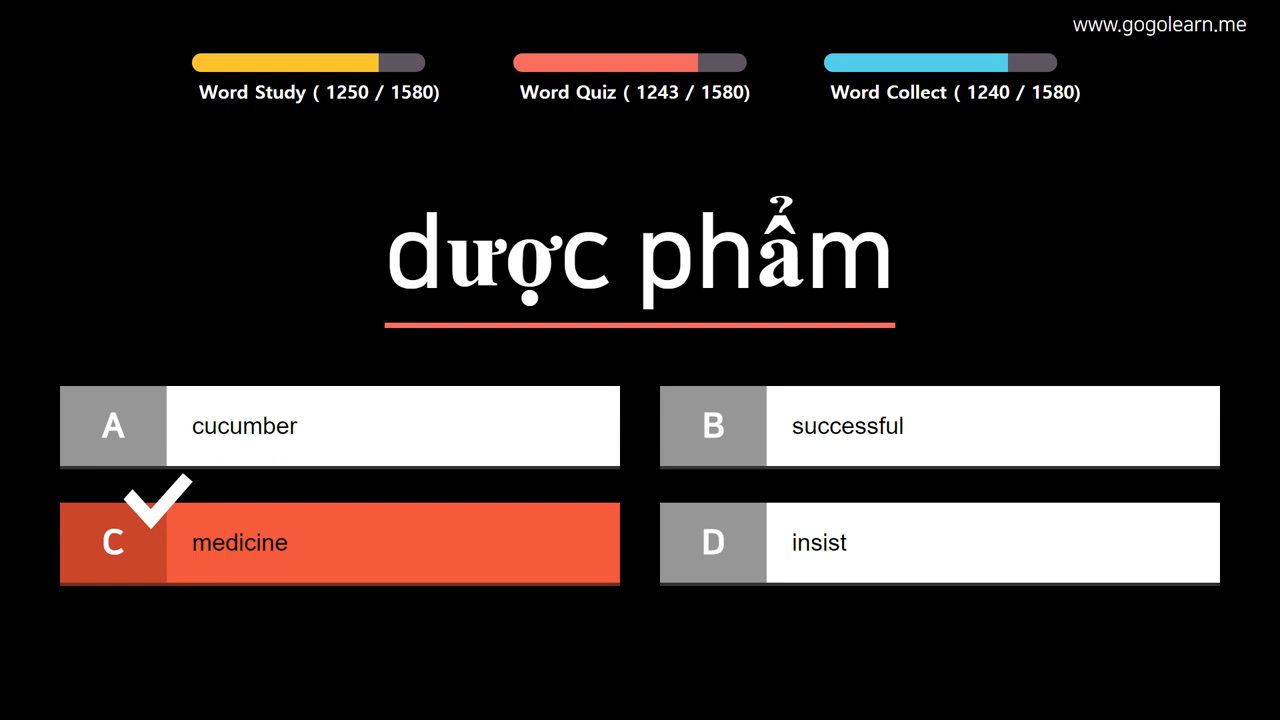 www.gogolearn.me
Word Study ( 1250 / 1580)
Word Quiz ( 1243 / 1580)
Word Collect ( 1240 / 1580)
dược phẩm
A cucumber
B successful
C medicine
D insist